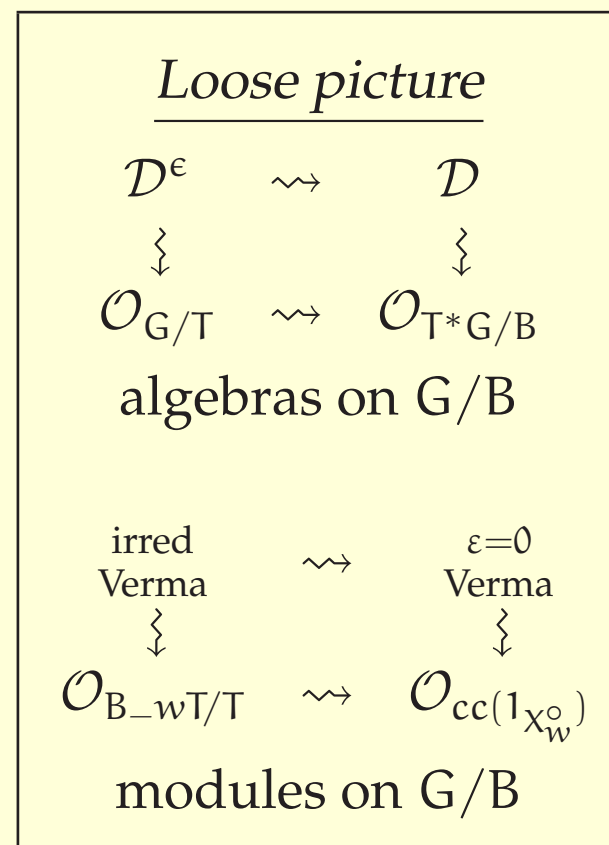 Loose picture
𝒟^ϵ ⇝ 𝒟
𝒪_{G/T} ⇝ 𝒪_{T*G/B}
algebras on G/B
irred ε=0
Verma ⇝ Verma
𝒪_{B_−wT/T} ⇝ 𝒪_{cc(1_{X_w^∘})}
modules on G/B